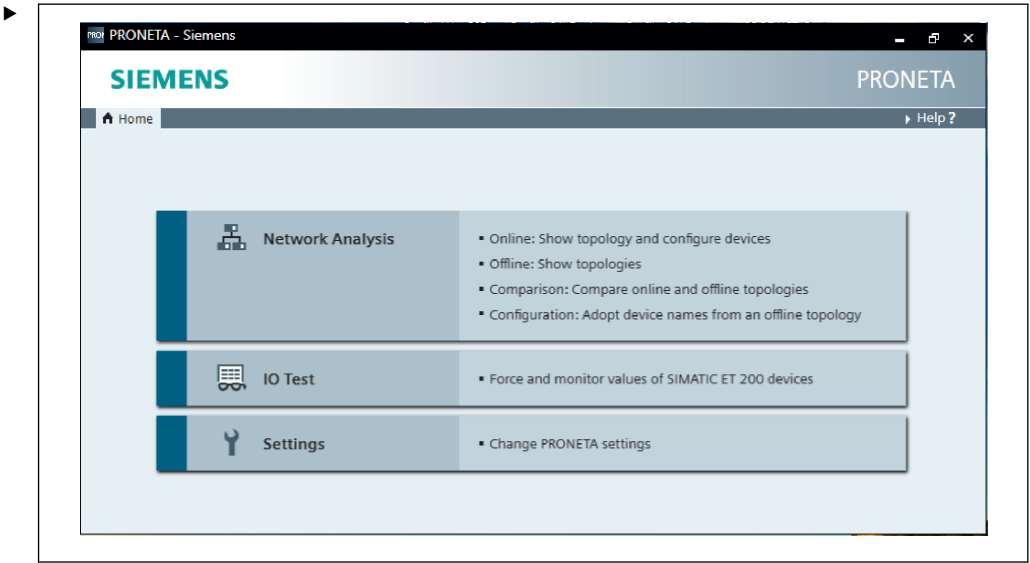 PRONETA - Siemens
SIEMENS
PRONETA
Home
Help ?
Network Analysis
▪ Online: Show topology and configure devices
▪ Offline: Show topologies
▪ Comparison: Compare online and offline topologies
▪ Configuration: Adopt device names from an offline topology
IO Test
▪ Force and monitor values of SIMATIC ET 200 devices
Settings
▪ Change PRONETA settings